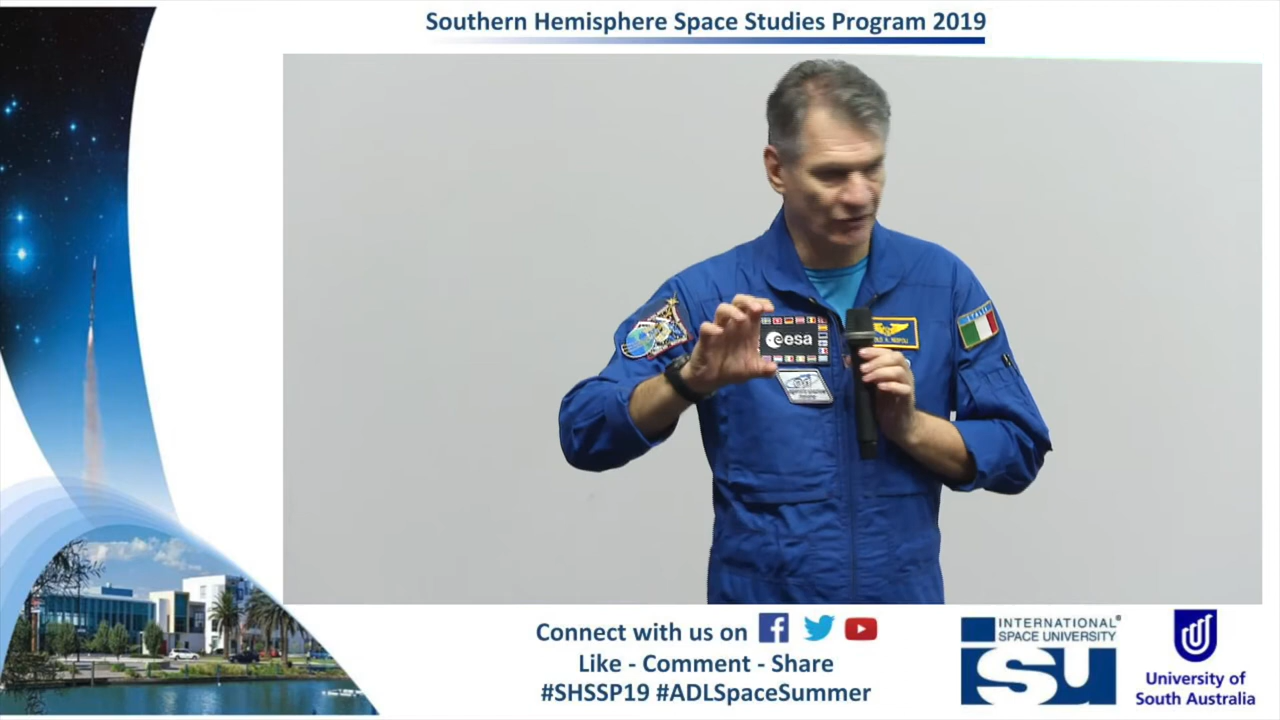 Southern Hemisphere Space Studies Program 2019
ITALIA
esa
Connect with us on
Like - Comment - Share
#SHSSP19 #ADLSpaceSummer
INTERNATIONAL®
SPACE UNIVERSITY
iSU
University of
South Australia